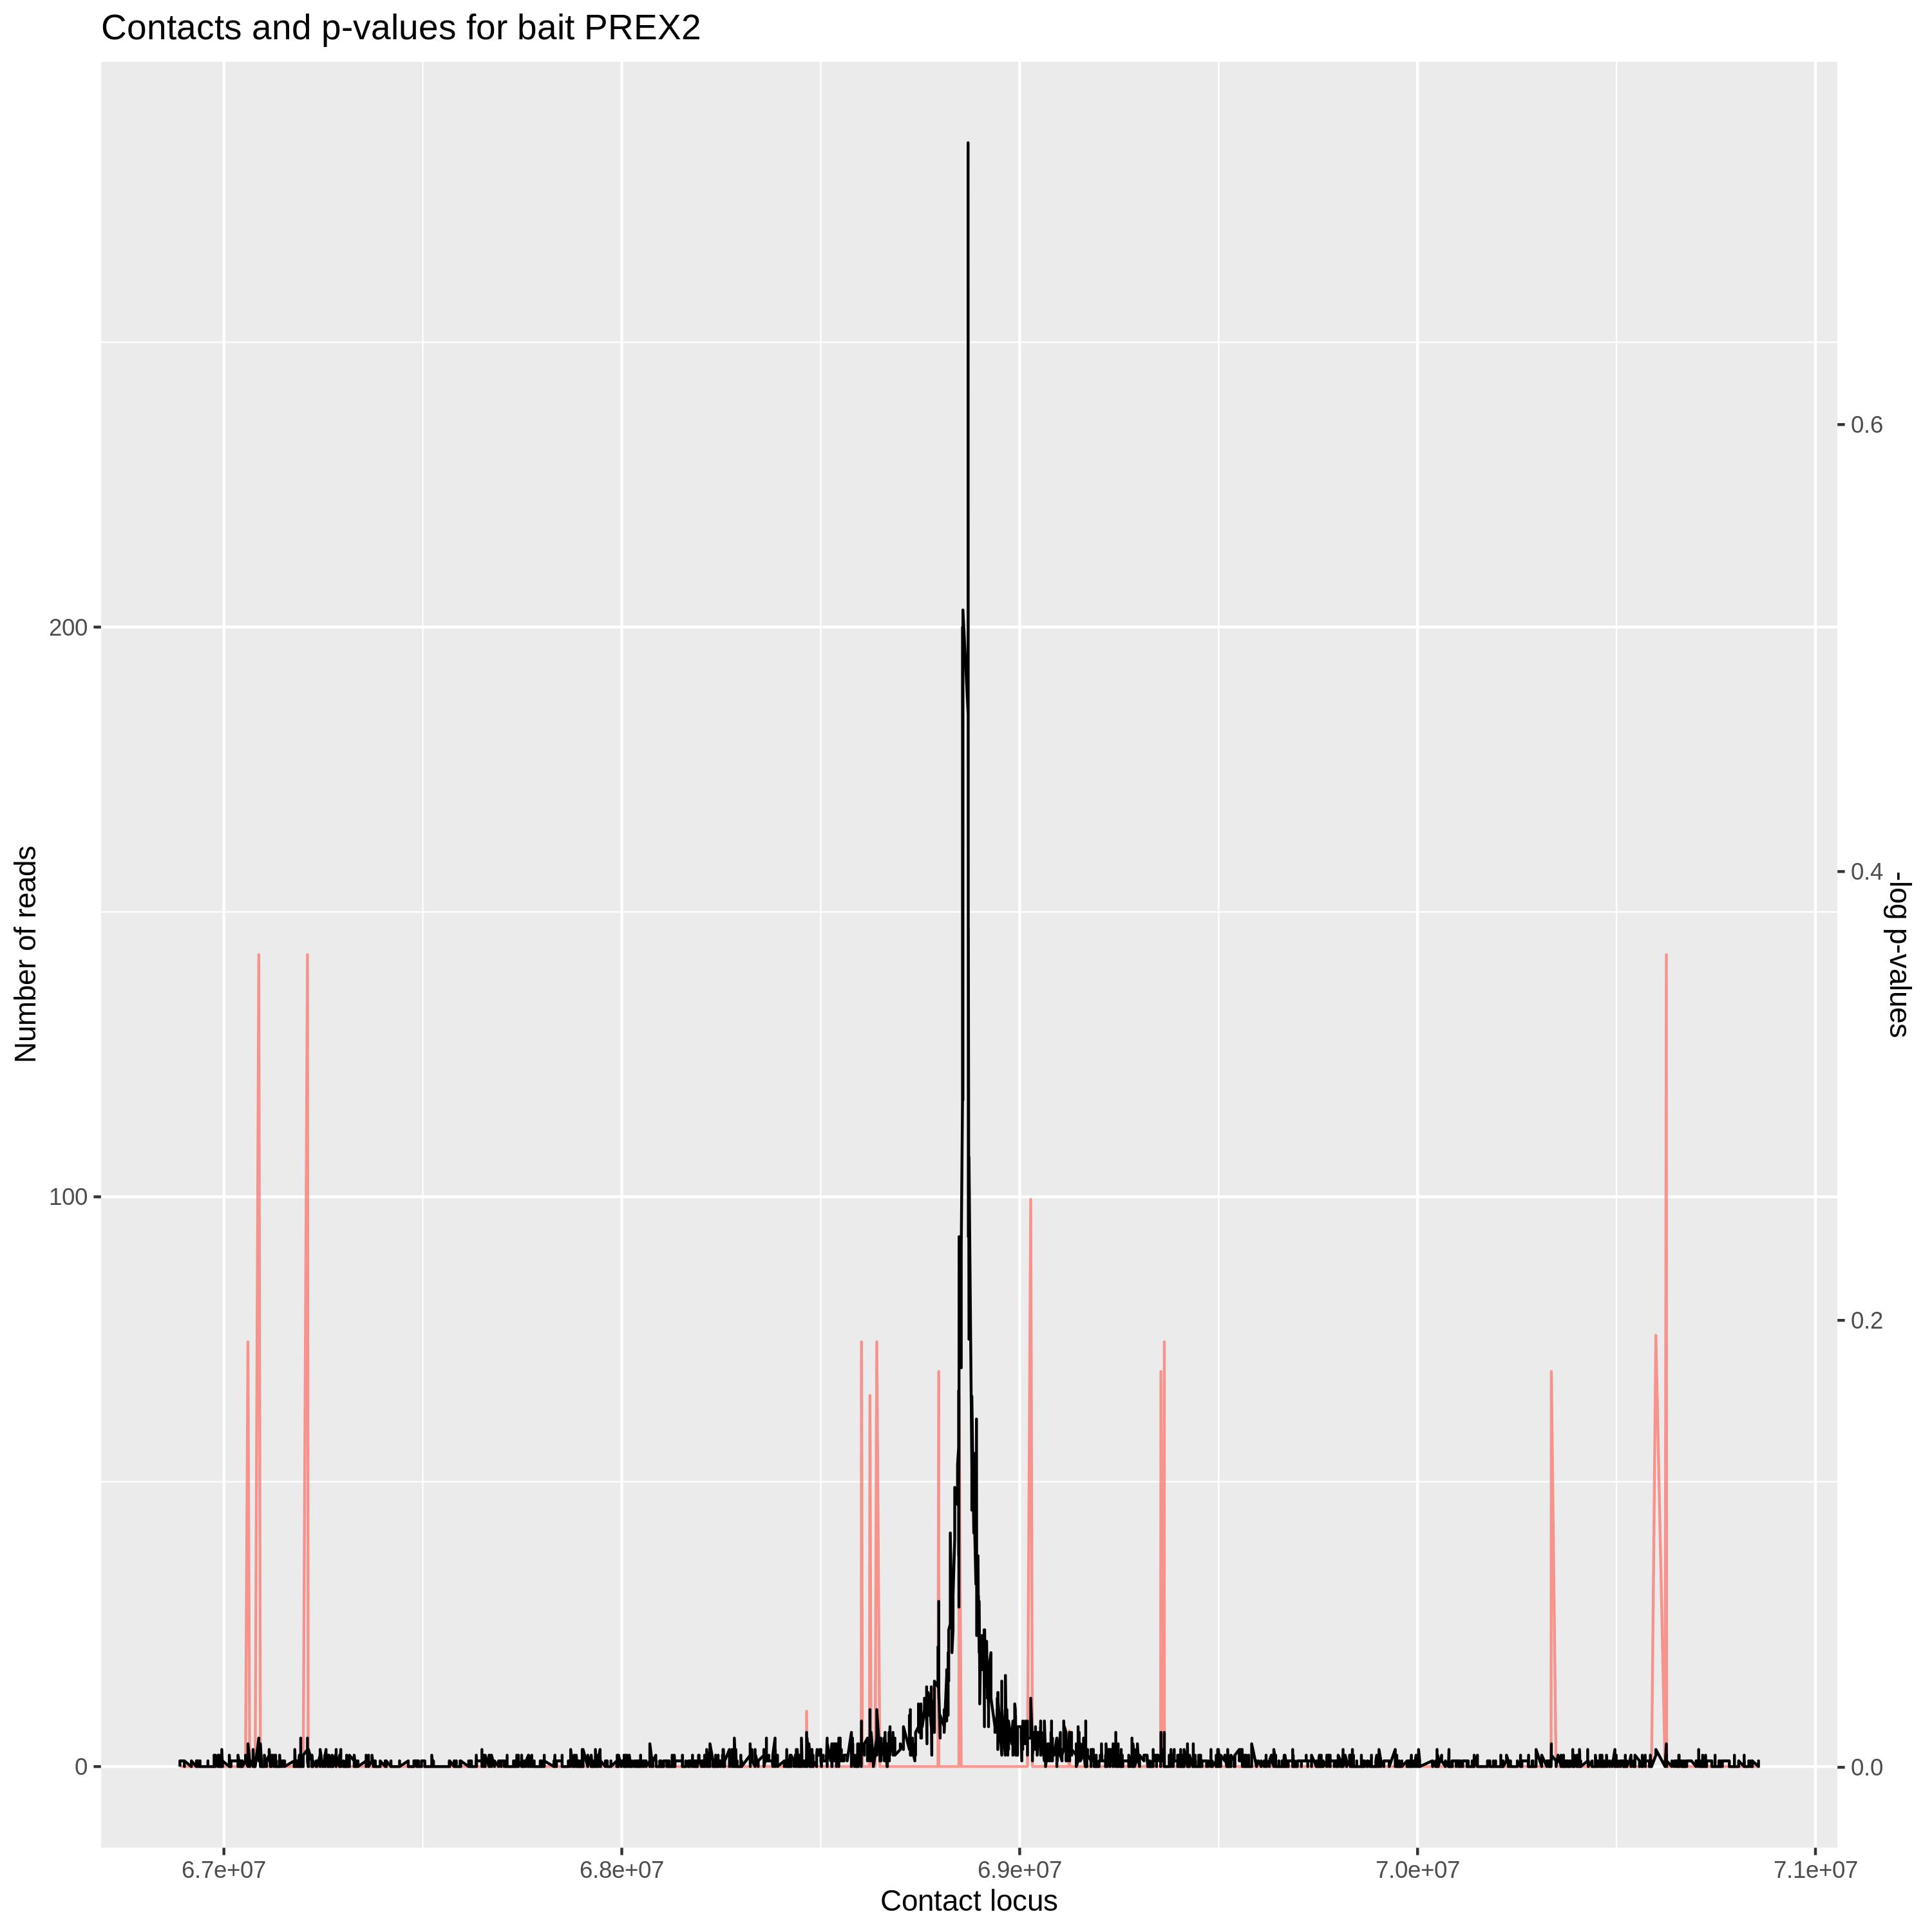 Contacts and p-values for bait PREX2
Number of reads
200
100
0
0.6
0.4
0.2
0.0
-log p-values
6.7e+07
6.8e+07
6.9e+07
7.0e+07
7.1e+07
Contact locus